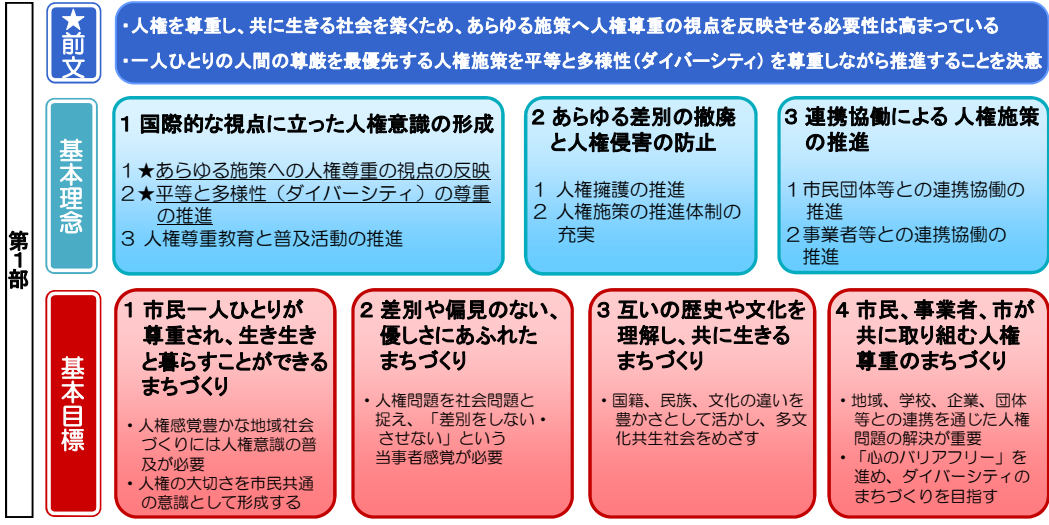 第1部
★前文
・人権を尊重し、共に生きる社会を築くため、あらゆる施策へ人権尊重の視点を反映させる必要性は高まっている
・一人ひとりの人間の尊厳を最優先する人権施策を平等と多様性(ダイバーシティ)を尊重しながら推進することを決意
基本理念
1 国際的な視点に立った人権意識の形成
1★あらゆる施策への人権尊重の視点の反映
2★平等と多様性(ダイバーシティ)の尊重
の推進
3 人権尊重教育と普及活動の推進
2 あらゆる差別の撤廃
と人権侵害の防止
1 人権擁護の推進
2 人権施策の推進体制の
充実
3 連携協働による 人権施策
の推進
1市民団体等との連携協働の
推進
2事業者等との連携協働の
推進
基本目標
1 市民一人ひとりが
尊重され、生き生き
と暮らすことができる
まちづくり
・人権感覚豊かな地域社会
づくりには人権意識の普
及が必要
・人権の大切さを市民共通
の意識として形成する
2 差別や偏見のない、
優しさにあふれた
まちづくり
・人権問題を社会問題と
捉え、「差別をしない・
させない」という
当事者感覚が必要
3 互いの歴史や文化を
理解し、共に生きる
まちづくり
・国籍、民族、文化の違いを
豊かさとして活かし、多文
化共生社会をめざす
4 市民、事業者、市が
共に取り組む人権
尊重のまちづくり
・地域、学校、企業、団体
等との連携を通じた人権
問題の解決が重要
・「心のバリアフリー」を
進め、ダイバーシティの
まちづくりを目指す